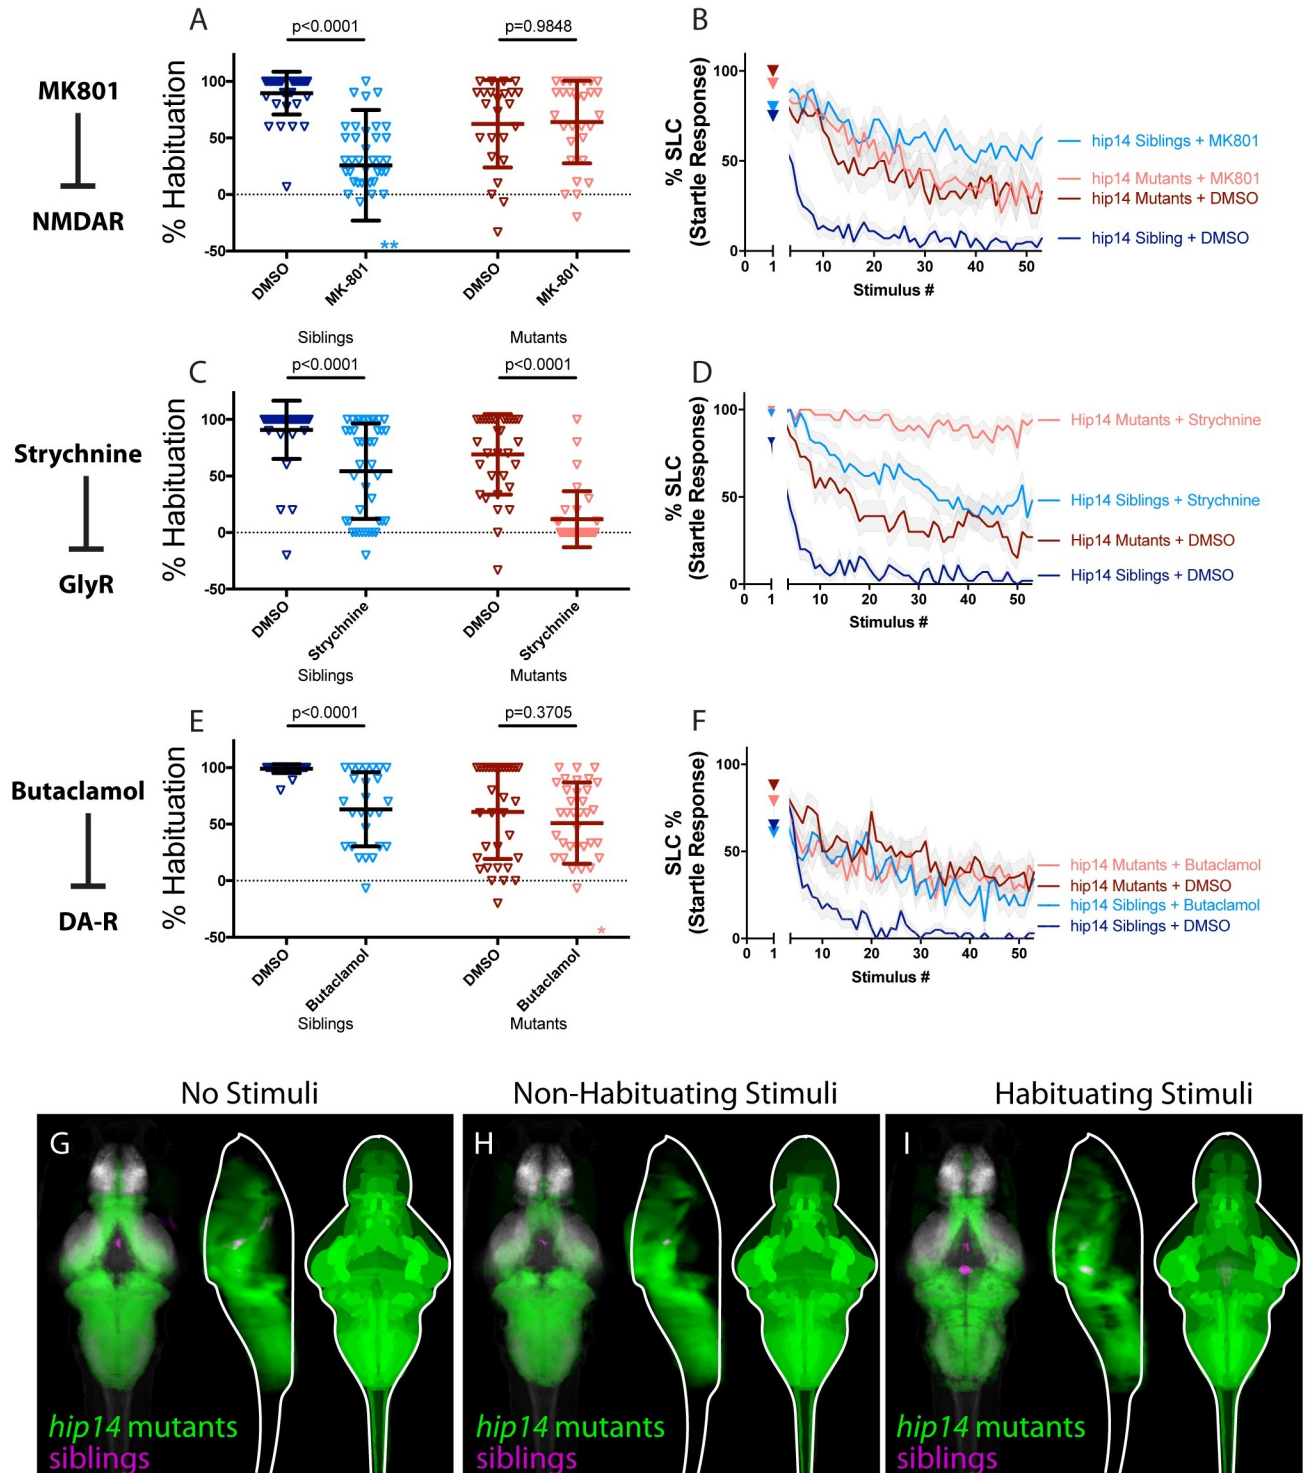 MK801
NMDAR
A
p<0.0001
p=0.9848
% Habituation
100
50
0
-50
**
DMSO
MK-801
DMSO
MK-801
Siblings
Mutants
B
% SLC
(Startle Response)
100
50
0
0
1
10
20
30
40
50
Stimulus #
hip14 Siblings + MK801
hip14 Mutants + MK801
hip14 Mutants + DMSO
hip14 Sibling + DMSO
Strychnine
GlyR
C
p<0.0001
p<0.0001
% Habituation
100
50
0
-50
DMSO
Strychnine
DMSO
Strychnine
Siblings
Mutants
D
% SLC
(Startle Response)
100
50
0
0
1
10
20
30
40
50
Stimulus #
Hip14 Mutants + Strychnine
Hip14 Siblings + Strychnine
Hip14 Mutants + DMSO
Hip14 Siblings + DMSO
Butaclamol
DA-R
E
p<0.0001
p=0.3705
% Habituation
100
50
0
-50
*
DMSO
Butaclamol
DMSO
Butaclamol
Siblings
Mutants
F
SLC %
(Startle Response)
100
50
0
0
1
10
20
30
40
50
Stimulus #
hip14 Mutants + Butaclamol
hip14 Mutants + DMSO
hip14 Siblings + Butaclamol
hip14 Siblings + DMSO
No Stimuli
Non-Habituating Stimuli
Habituating Stimuli
G
hip14 mutants
siblings
H
hip14 mutants
siblings
I
hip14 mutants
siblings